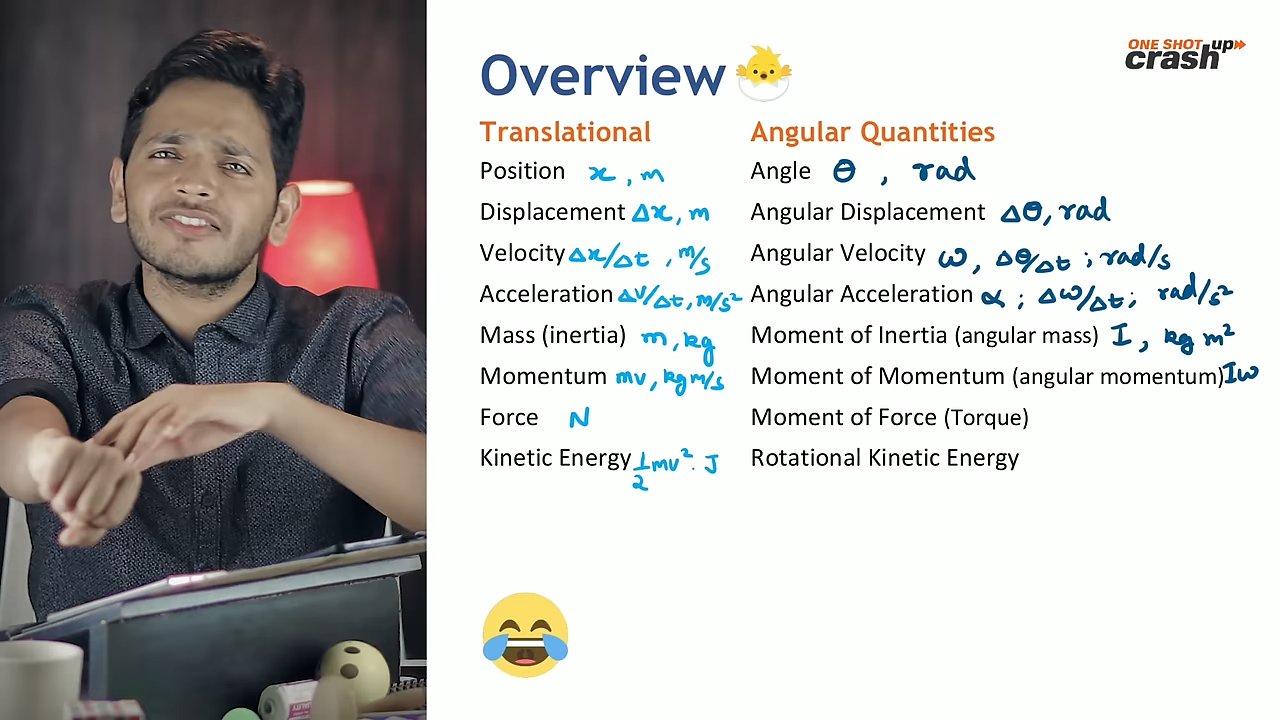 ONE SHOT
crash up
Overview
Translational
Angular Quantities
Position x, m
Angle θ , rad
Displacement Δx, m
Angular Displacement Δθ, rad
Velocity Δx/Δt , m/s
Angular Velocity ω, Δθ/Δt ; rad/s
Acceleration Δv/Δt, m/s²
Angular Acceleration α ; Δω/Δt; rad/s²
Mass (inertia) m, kg
Moment of Inertia (angular mass) I, kg m²
Momentum mv, kg m/s
Moment of Momentum (angular momentum) Iω
Force N
Moment of Force (Torque)
Kinetic Energy 1/2 mv². J
Rotational Kinetic Energy